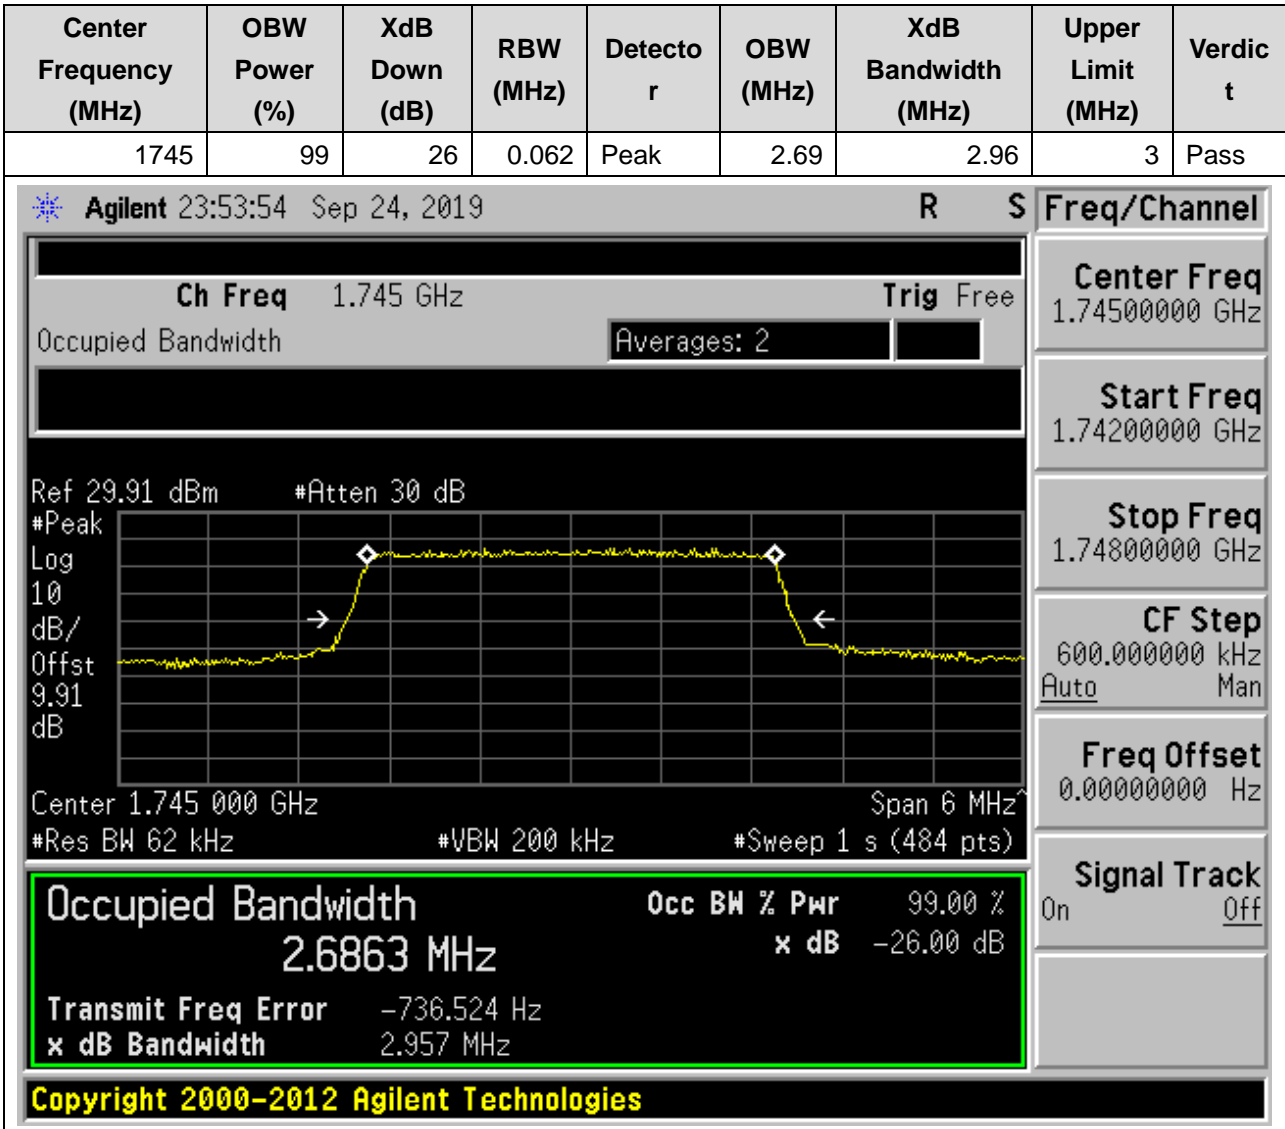 Center Frequency (MHz) OBW Power (%) XdB Down (dB) RBW (MHz) Detecto r OBW (MHz) XdB Bandwidth (MHz) Upper Limit (MHz) Verdic t
1745 99 26 0.062 Peak 2.69 2.96 3 Pass
Agilent 23:53:54 Sep 24, 2019 R S
Ch Freq 1.745 GHz Trig Free
Occupied Bandwidth Averages: 2
Ref 29.91 dBm #Atten 30 dB
#Peak
Log
10
dB/
Offst
9.91
dB
Center 1.745 000 GHz Span 6 MHz^
#Res BW 62 kHz #VBW 200 kHz #Sweep 1 s (484 pts)
Occupied Bandwidth Occ BW % Pwr 99.00 %
2.6863 MHz x dB -26.00 dB
Transmit Freq Error -736.524 Hz
x dB Bandwidth 2.957 MHz
Copyright 2000-2012 Agilent Technologies
Freq/Channel
Center Freq
1.74500000 GHz
Start Freq
1.74200000 GHz
Stop Freq
1.74800000 GHz
CF Step
600.000000 kHz
Auto Man
Freq Offset
0.00000000 Hz
Signal Track
On Off